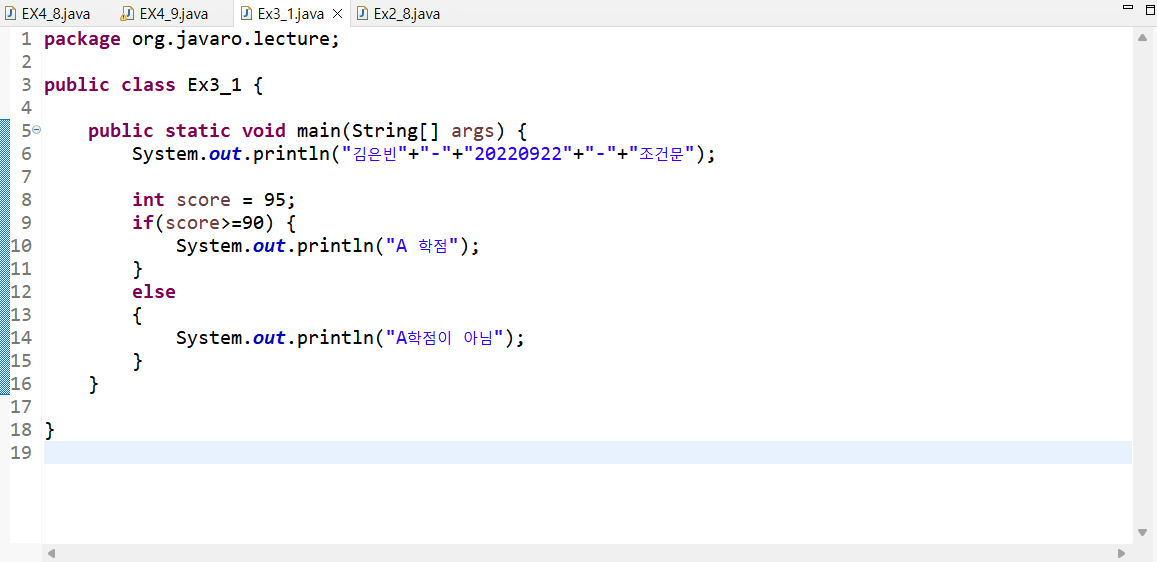 EX4_8.java EX4_9.java Ex3_1.java Ex2_8.java
1 package org.javaro.lecture;
2
3 public class Ex3_1 {
4
5 public static void main(String[] args) {
6 System.out.println("김은빈"+"-"+"20220922"+"-"+"조건문");
7
8 int score = 95;
9 if(score>=90) {
10 System.out.println("A 학점");
11 }
12 else
13 {
14 System.out.println("A학점이 아님");
15 }
16 }
17
18 }
19